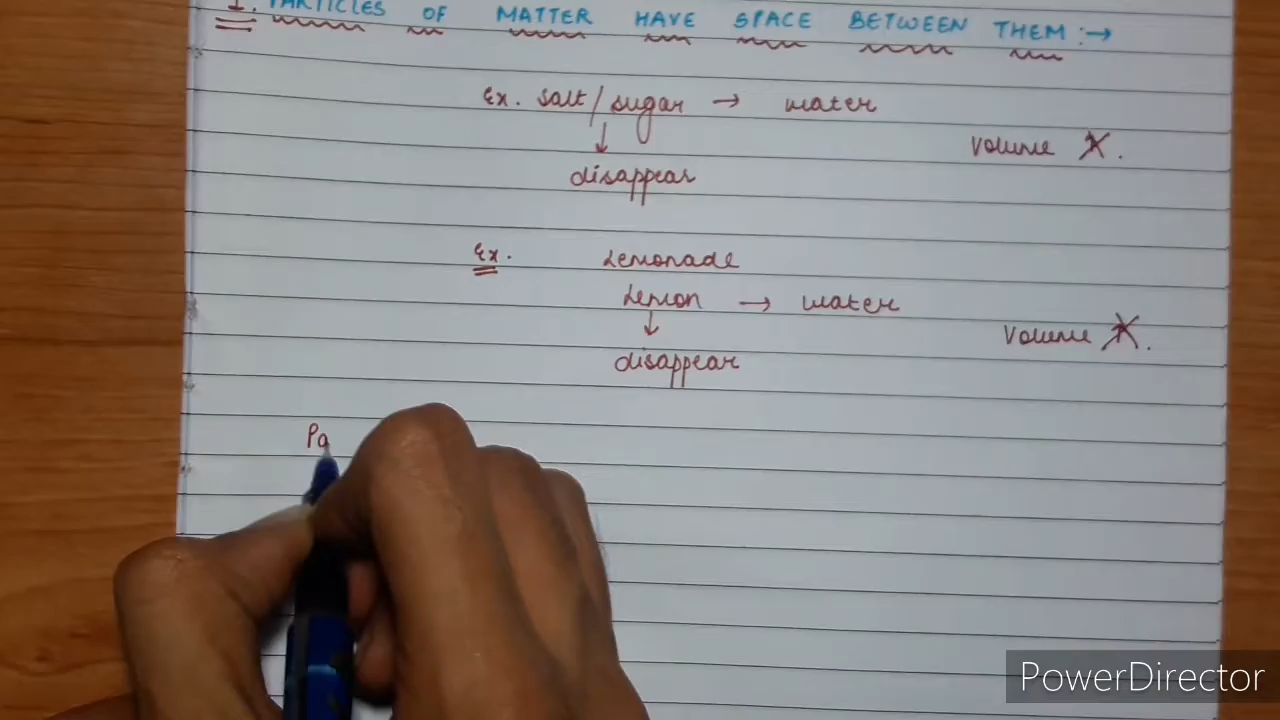 1. PARTICLES OF MATTER HAVE SPACE BETWEEN THEM :→
Ex. salt / sugar → water
Volume X.
↓
disappear
Ex. Lemonade
Lemon → water
Volume X.
↓
disappear
Pa
PowerDirector